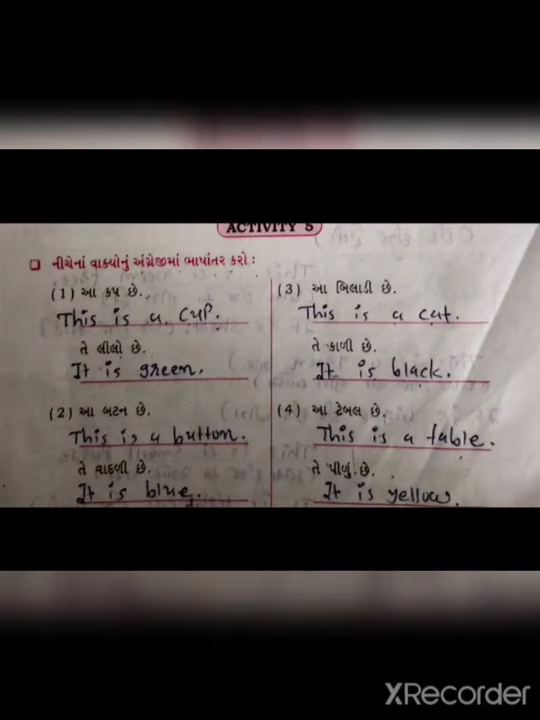 ACTIVITY 5
❑ નીચેનાં વાક્યોનું અંગ્રેજીમાં ભાષાંતર કરો :
(1) આ કપ છે.
This is a cup.
તે લીલો છે.
It is green.
(2) આ બટન છે.
This is a button.
તે વાદળી છે.
It is blue.
(3) આ બિલાડી છે.
This is a cat.
તે કાળી છે.
It is black.
(4) આ ટેબલ છે.
This is a table.
તે પીળું છે.
It is yellow.
XRecorder